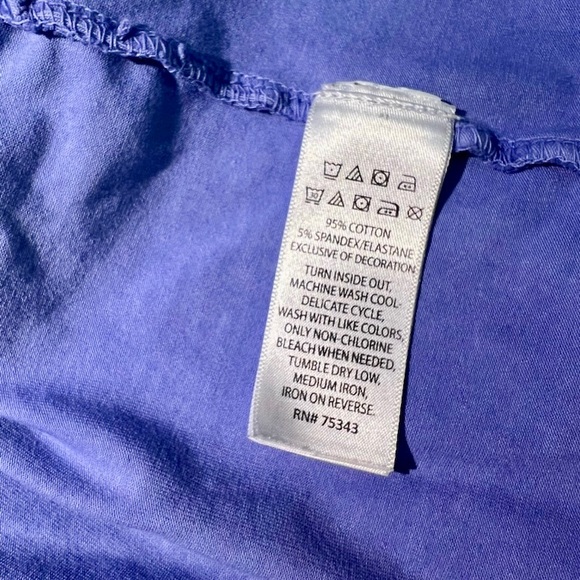 30
95% COTTON
5% SPANDEX/ELASTANE
EXCLUSIVE OF DECORATION
TURN INSIDE OUT,
MACHINE WASH COOL-
DELICATE CYCLE,
WASH WITH LIKE COLORS,
ONLY NON-CHLORINE
BLEACH WHEN NEEDED,
TUMBLE DRY LOW,
MEDIUM IRON,
IRON ON REVERSE.
RN# 75343